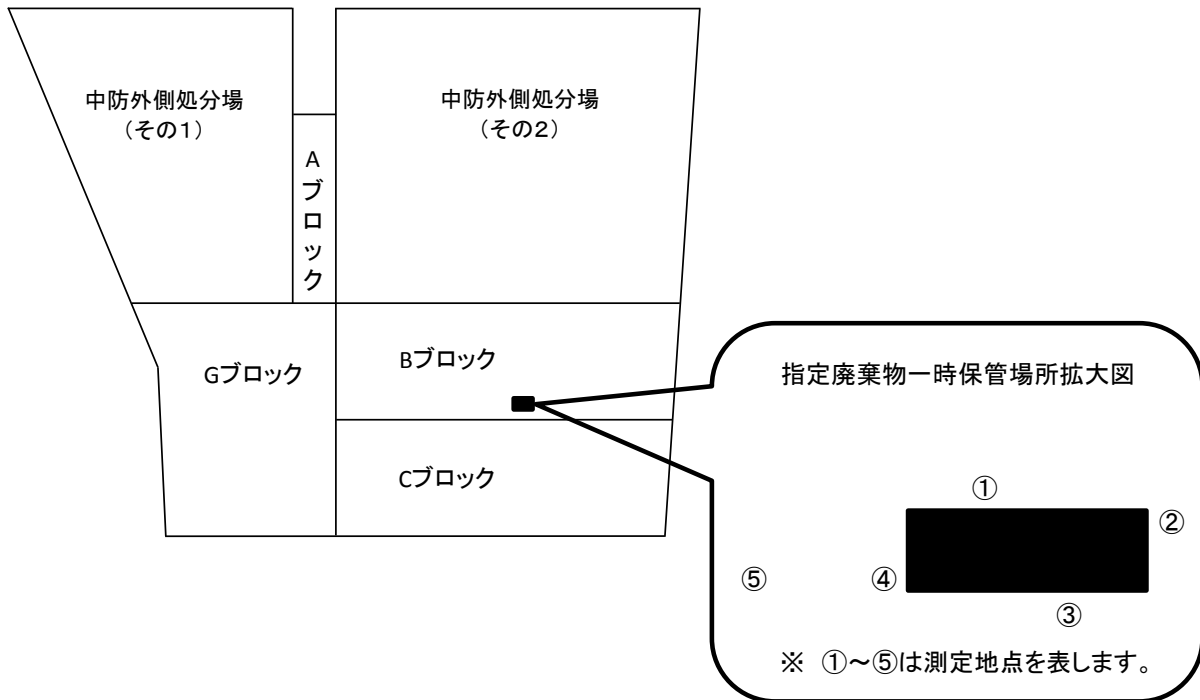 中防外側処分場
（その１）
中防外側処分場
（その２）
Aブロック
Gブロック
Bブロック
Cブロック
指定廃棄物一時保管場所拡大図
①
②
③
④
⑤
※ ①～⑤は測定地点を表します。